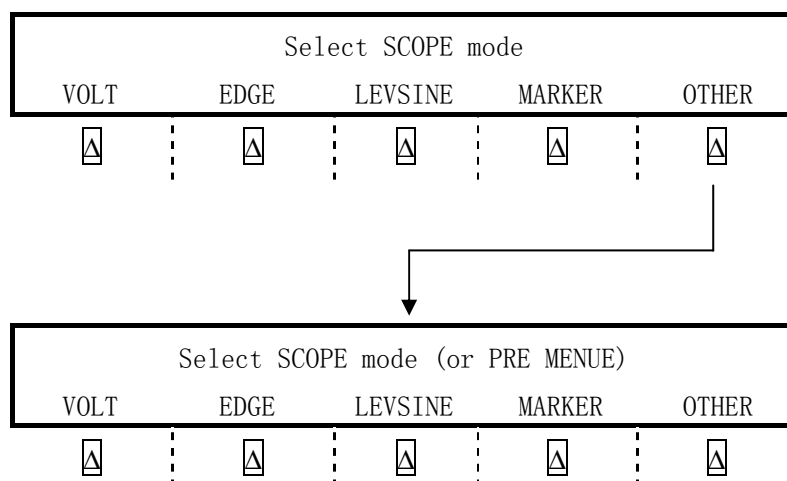 Select SCOPE mode
VOLT EDGE LEVSINE MARKER OTHER
Δ Δ Δ Δ Δ
Select SCOPE mode (or PRE MENUE)
VOLT EDGE LEVSINE MARKER OTHER
Δ Δ Δ Δ Δ